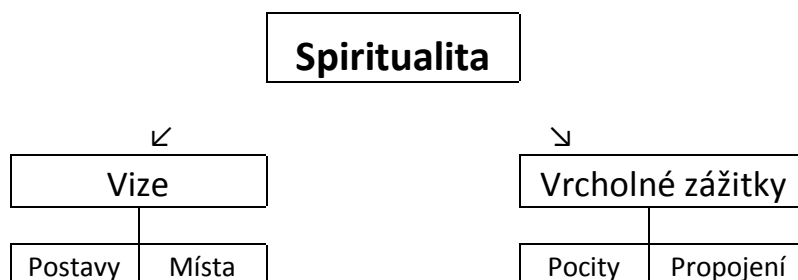 Spiritualita
↙ ↘
Vize Vrcholné zážitky
Postavy Místa Pocity Propojení